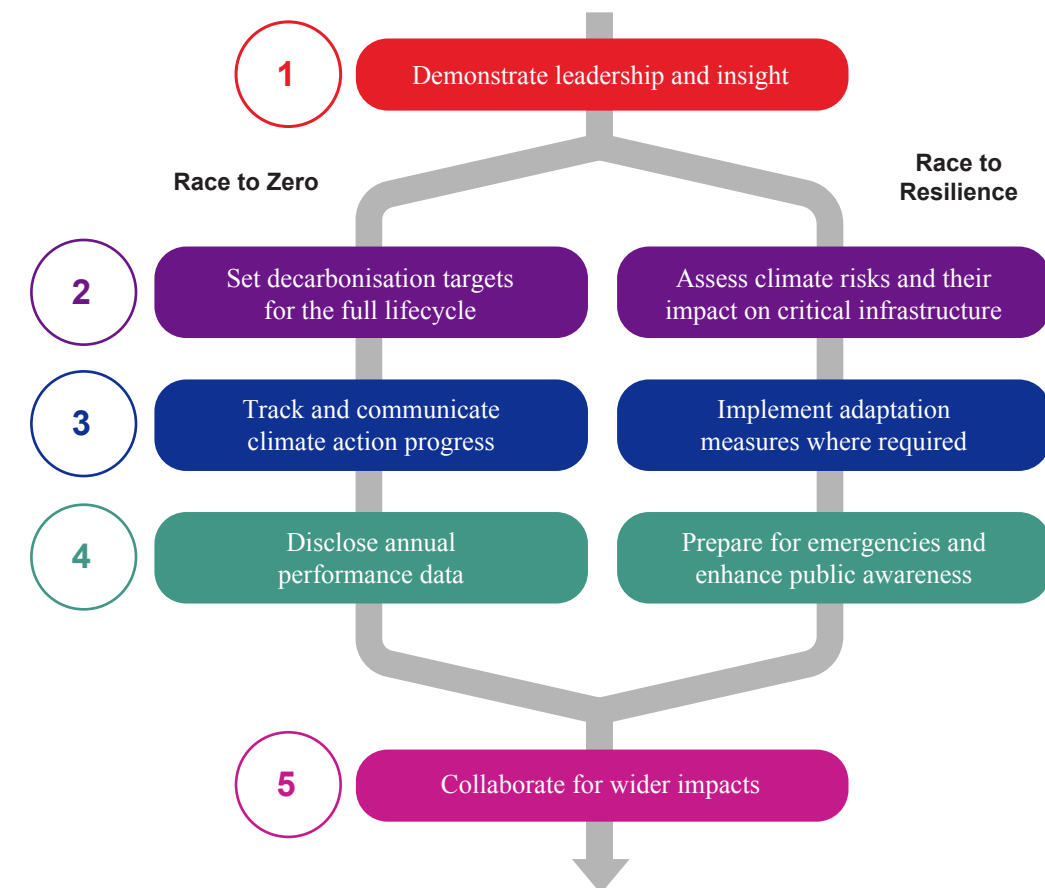 1
Demonstrate leadership and insight
Race to Zero
Race to
Resilience
2
Set decarbonisation targets
for the full lifecycle
Assess climate risks and their
impact on critical infrastructure
3
Track and communicate
climate action progress
Implement adaptation
measures where required
4
Disclose annual
performance data
Prepare for emergencies and
enhance public awareness
5
Collaborate for wider impacts